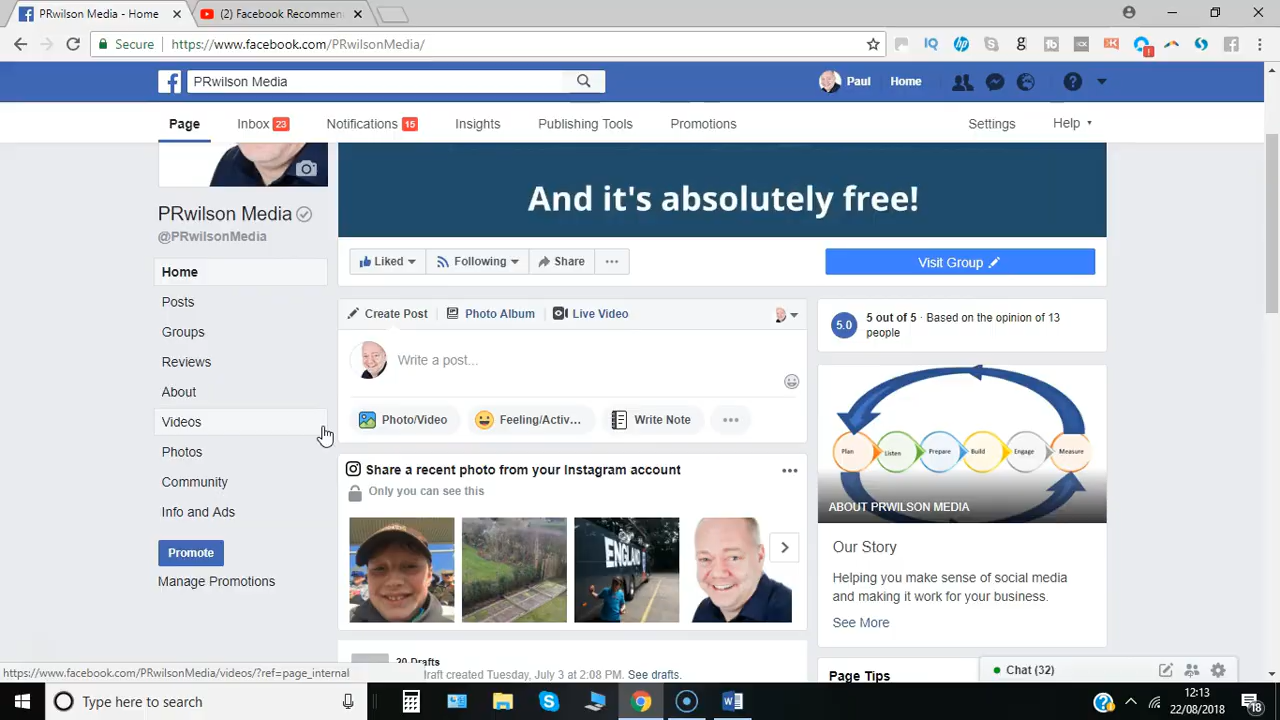 PRwilson Media - Home
(2) Facebook Recommen
Secure
https://www.facebook.com/PRwilsonMedia/
PRwilson Media
Paul
Home
Page
Inbox 23
Notifications 15
Insights
Publishing Tools
Promotions
Settings
Help
And it's absolutely free!
PRwilson Media
@PRwilsonMedia
Liked
Following
Share
Visit Group
Home
Posts
Groups
Reviews
About
Videos
Photos
Community
Info and Ads
Promote
Manage Promotions
Create Post
Photo Album
Live Video
Write a post...
Photo/Video
Feeling/Activ...
Write Note
Share a recent photo from your Instagram account
Only you can see this
ENGLAND
5.0
5 out of 5 · Based on the opinion of 13
people
Plan
Listen
Prepare
Build
Engage
Measure
ABOUT PRWILSON MEDIA
Our Story
Helping you make sense of social media
and making it work for your business.
See More
20 Drafts
draft created Tuesday, July 3 at 2:08 PM. See drafts.
Page Tips
Chat (32)
https://www.facebook.com/PRwilsonMedia/videos/?ref=page_internal
Type here to search
12:13
22/08/2018
18